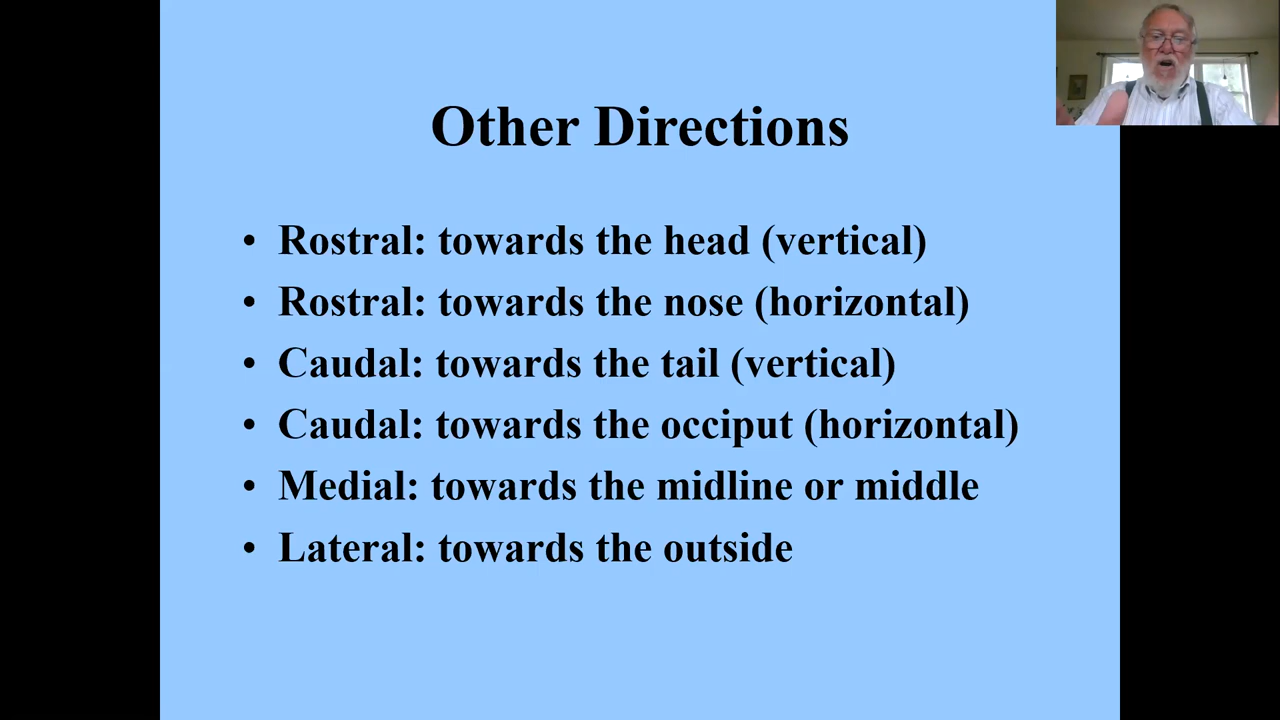 Other Directions
• Rostral: towards the head (vertical)
• Rostral: towards the nose (horizontal)
• Caudal: towards the tail (vertical)
• Caudal: towards the occiput (horizontal)
• Medial: towards the midline or middle
• Lateral: towards the outside